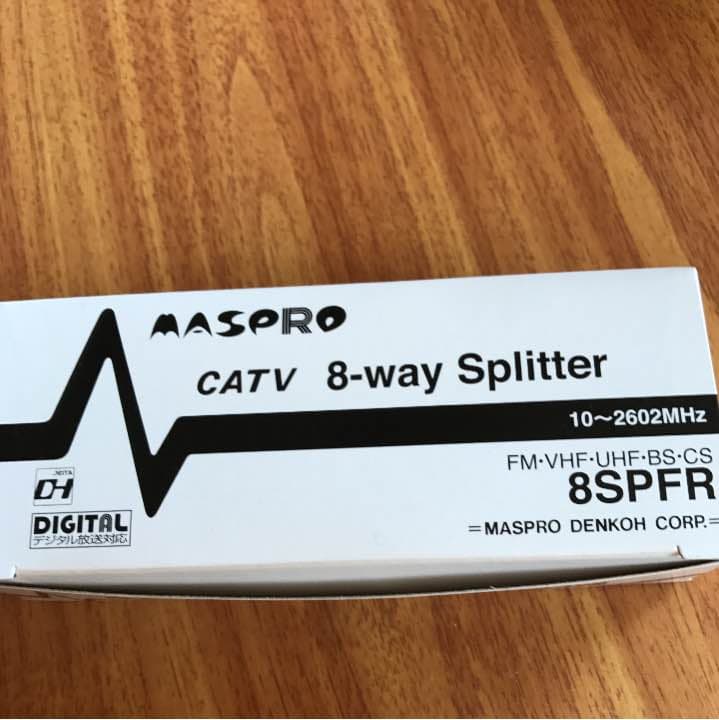 MASPRO
CATV 8-way Splitter
10～2602MHz
FM・VHF・UHF・BS・CS
8SPFR
=MASPRO DENKOH CORP.=
DH
DIGITAL
デジタル放送対応